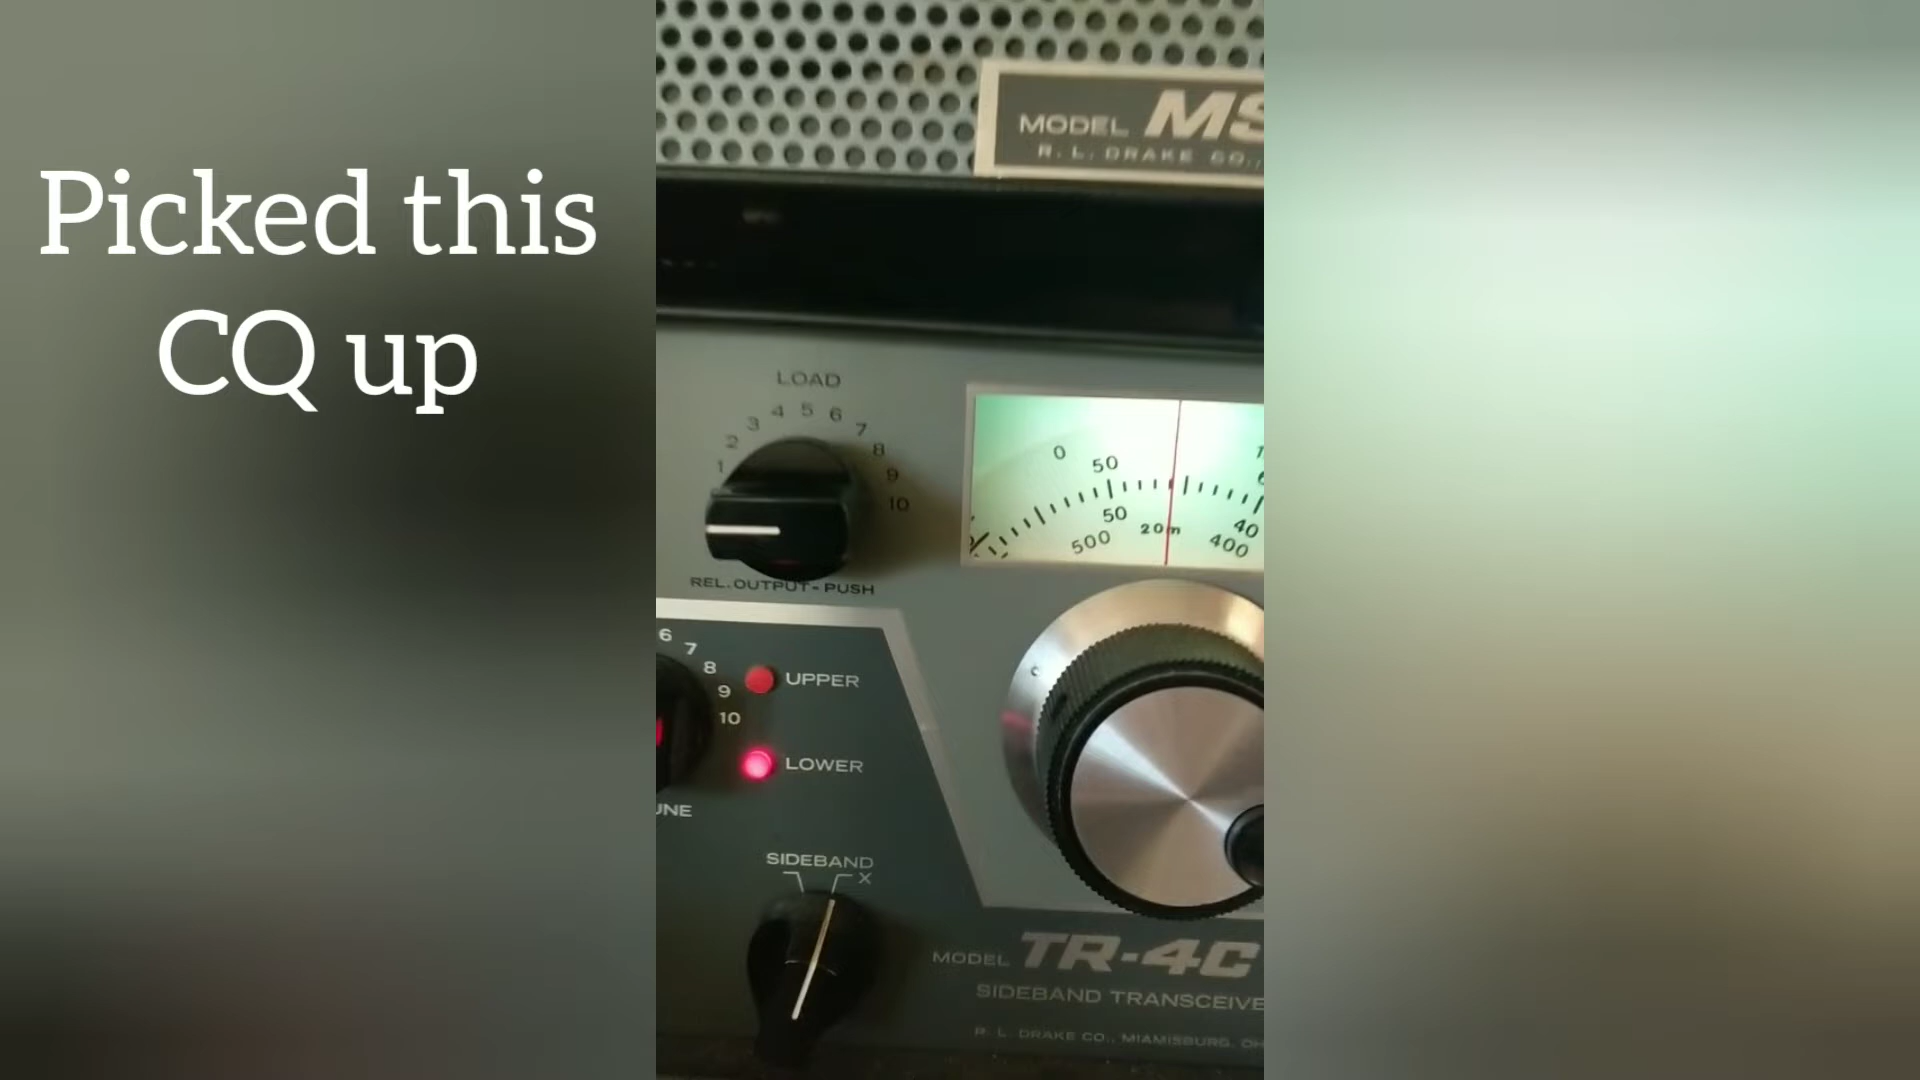 Picked this
CQ up
MODEL MS
R. L. DRAKE CO.,
LOAD
1 2 3 4 5 6 7 8 9 10
REL. OUTPUT - PUSH
0 50
50 20m 40
500 400
6 7 8 9 10
UPPER
LOWER
UNE
SIDEBAND
X
MODEL TR-4C
SIDEBAND TRANSCEIVE
R. L. DRAKE CO., MIAMISBURG, OH